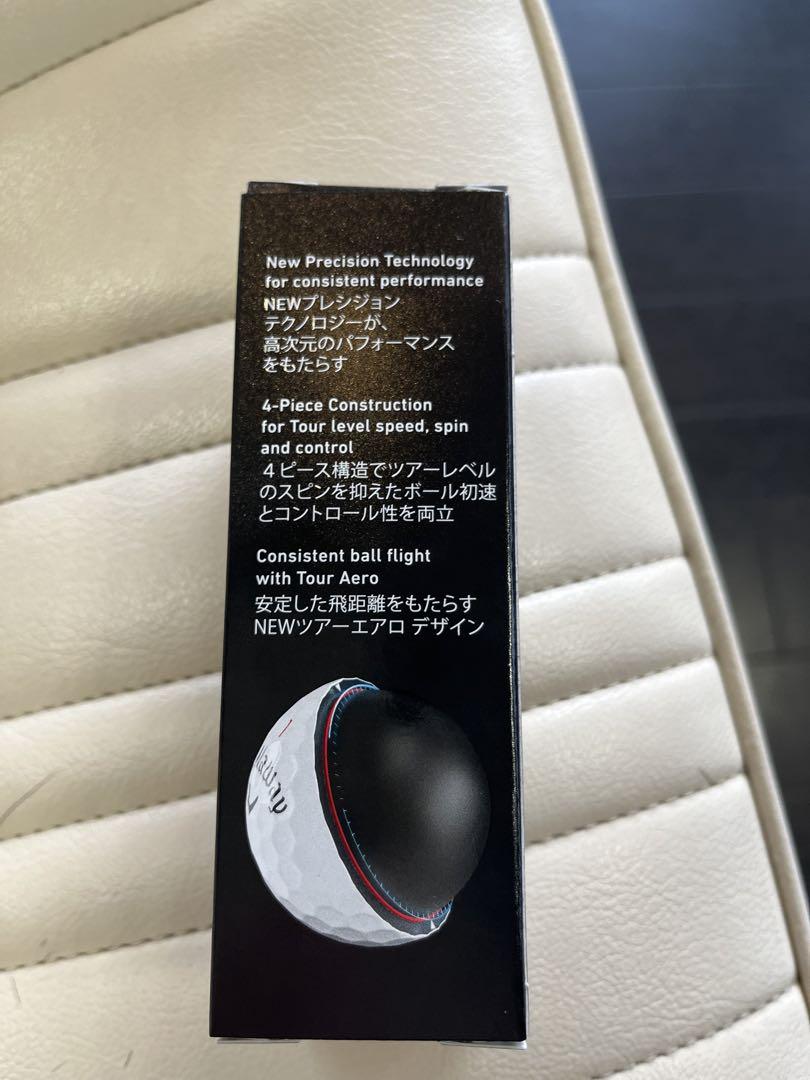 New Precision Technology
for consistent performance
NEWプレシジョン
テクノロジーが、
高次元のパフォーマンス
をもたらす
4-Piece Construction
for Tour level speed, spin
and control
4ピース構造でツアーレベル
のスピンを抑えたボール初速
とコントロール性を両立
Consistent ball flight
with Tour Aero
安定した飛距離をもたらす
NEWツアーエアロ デザイン
1